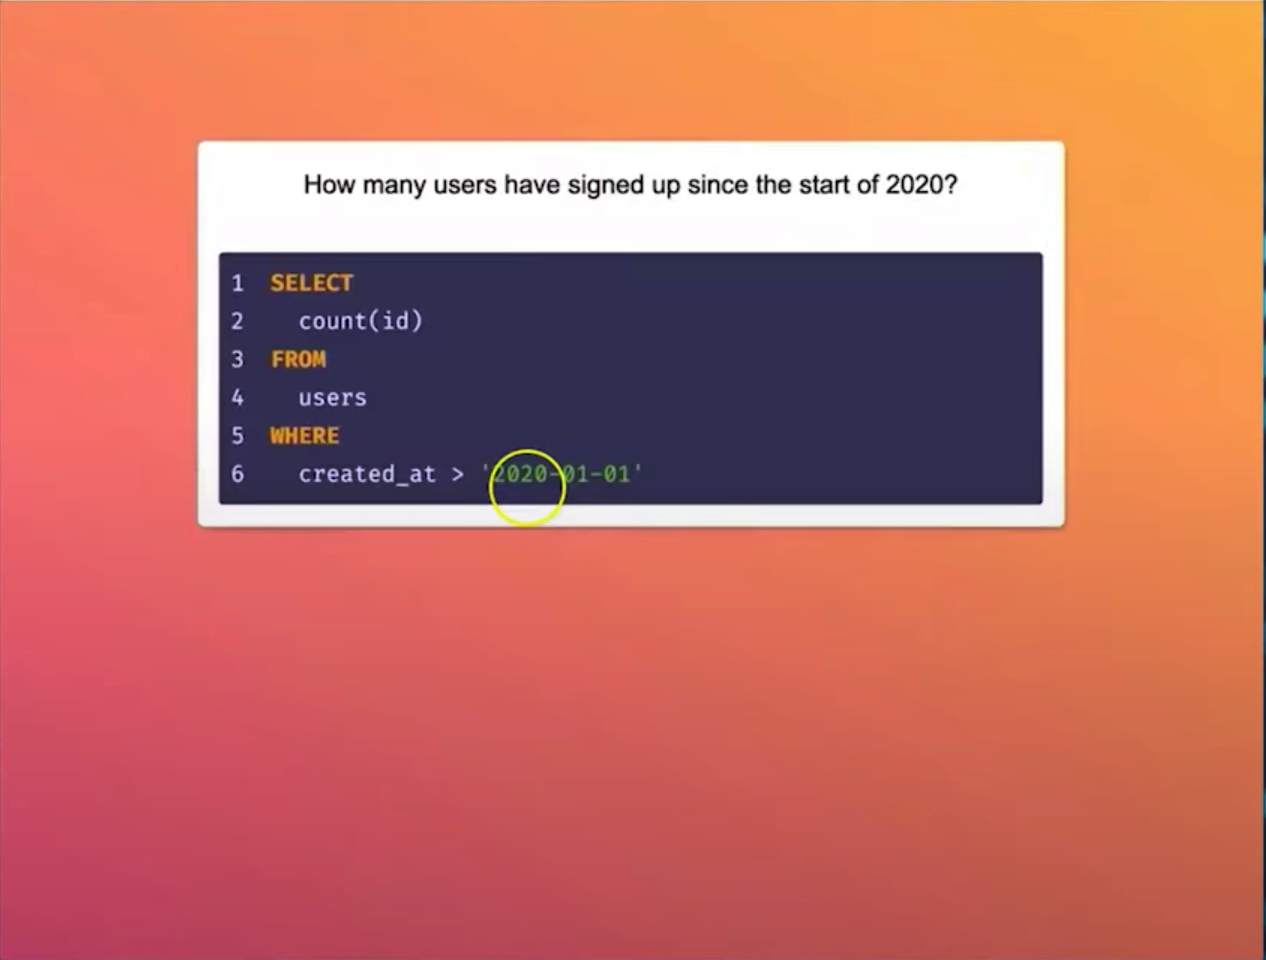 How many users have signed up since the start of 2020?
1 SELECT
2 count(id)
3 FROM
4 users
5 WHERE
6 created_at > '2020-01-01'